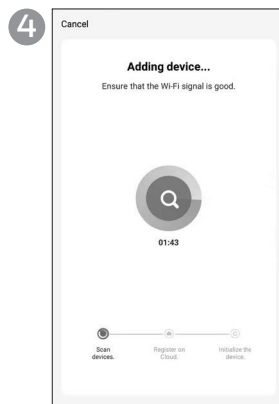 4
Cancel
Adding device...
Ensure that the Wi-Fi signal is good.
01:43
Scan
devices.
Register on
Cloud.
Initialize the
device.